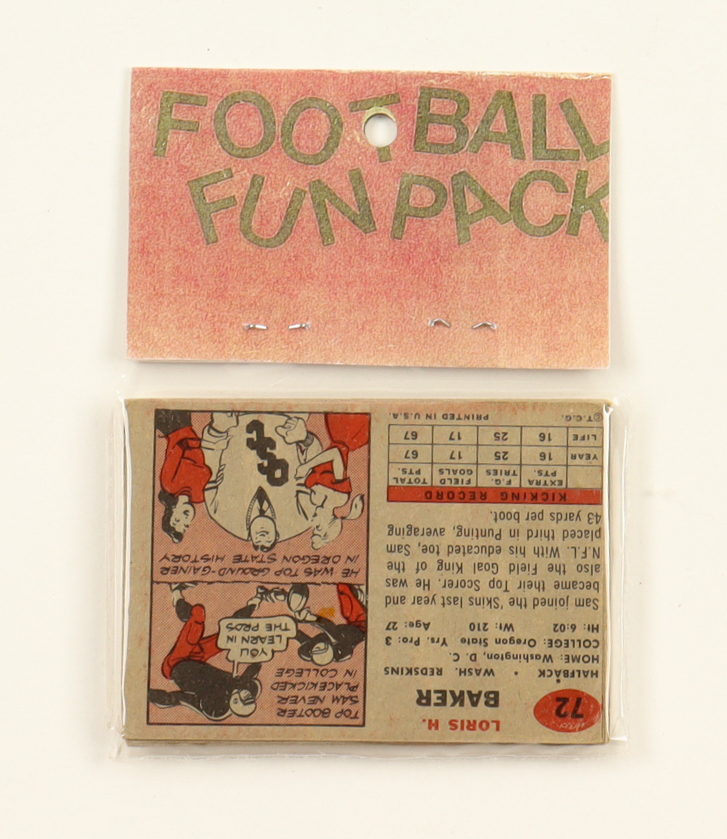 FOOTBALL
FUN PACK
72
LORIS H.
BAKER
HALFBACK • WASH. REDSKINS
HOME: Washington, D. C.
COLLEGE: Oregon State Yrs. Pro: 3
Ht: 6:02 Wt: 210 Age: 27
Sam joined the 'Skins last year and
became their Top Scorer. He was
also the Field Goal King of the
N.F.L. With his educated toe, Sam
placed third in Punting, averaging
43 yards per boot.
KICKING RECORD
EXTRA PTS. F.G. TRIES FIELD GOALS TOTAL PTS.
YEAR 16 25 17 67
LIFE 16 25 17 67
©T.C.G. PRINTED IN U.S.A.
TOP BOOTER
SAM NEVER
PLACEKICKED
IN COLLEGE
YOU
LEARN IN
THE PROS
HE WAS TOP GROUND-GAINER
IN OREGON STATE HISTORY
OSC